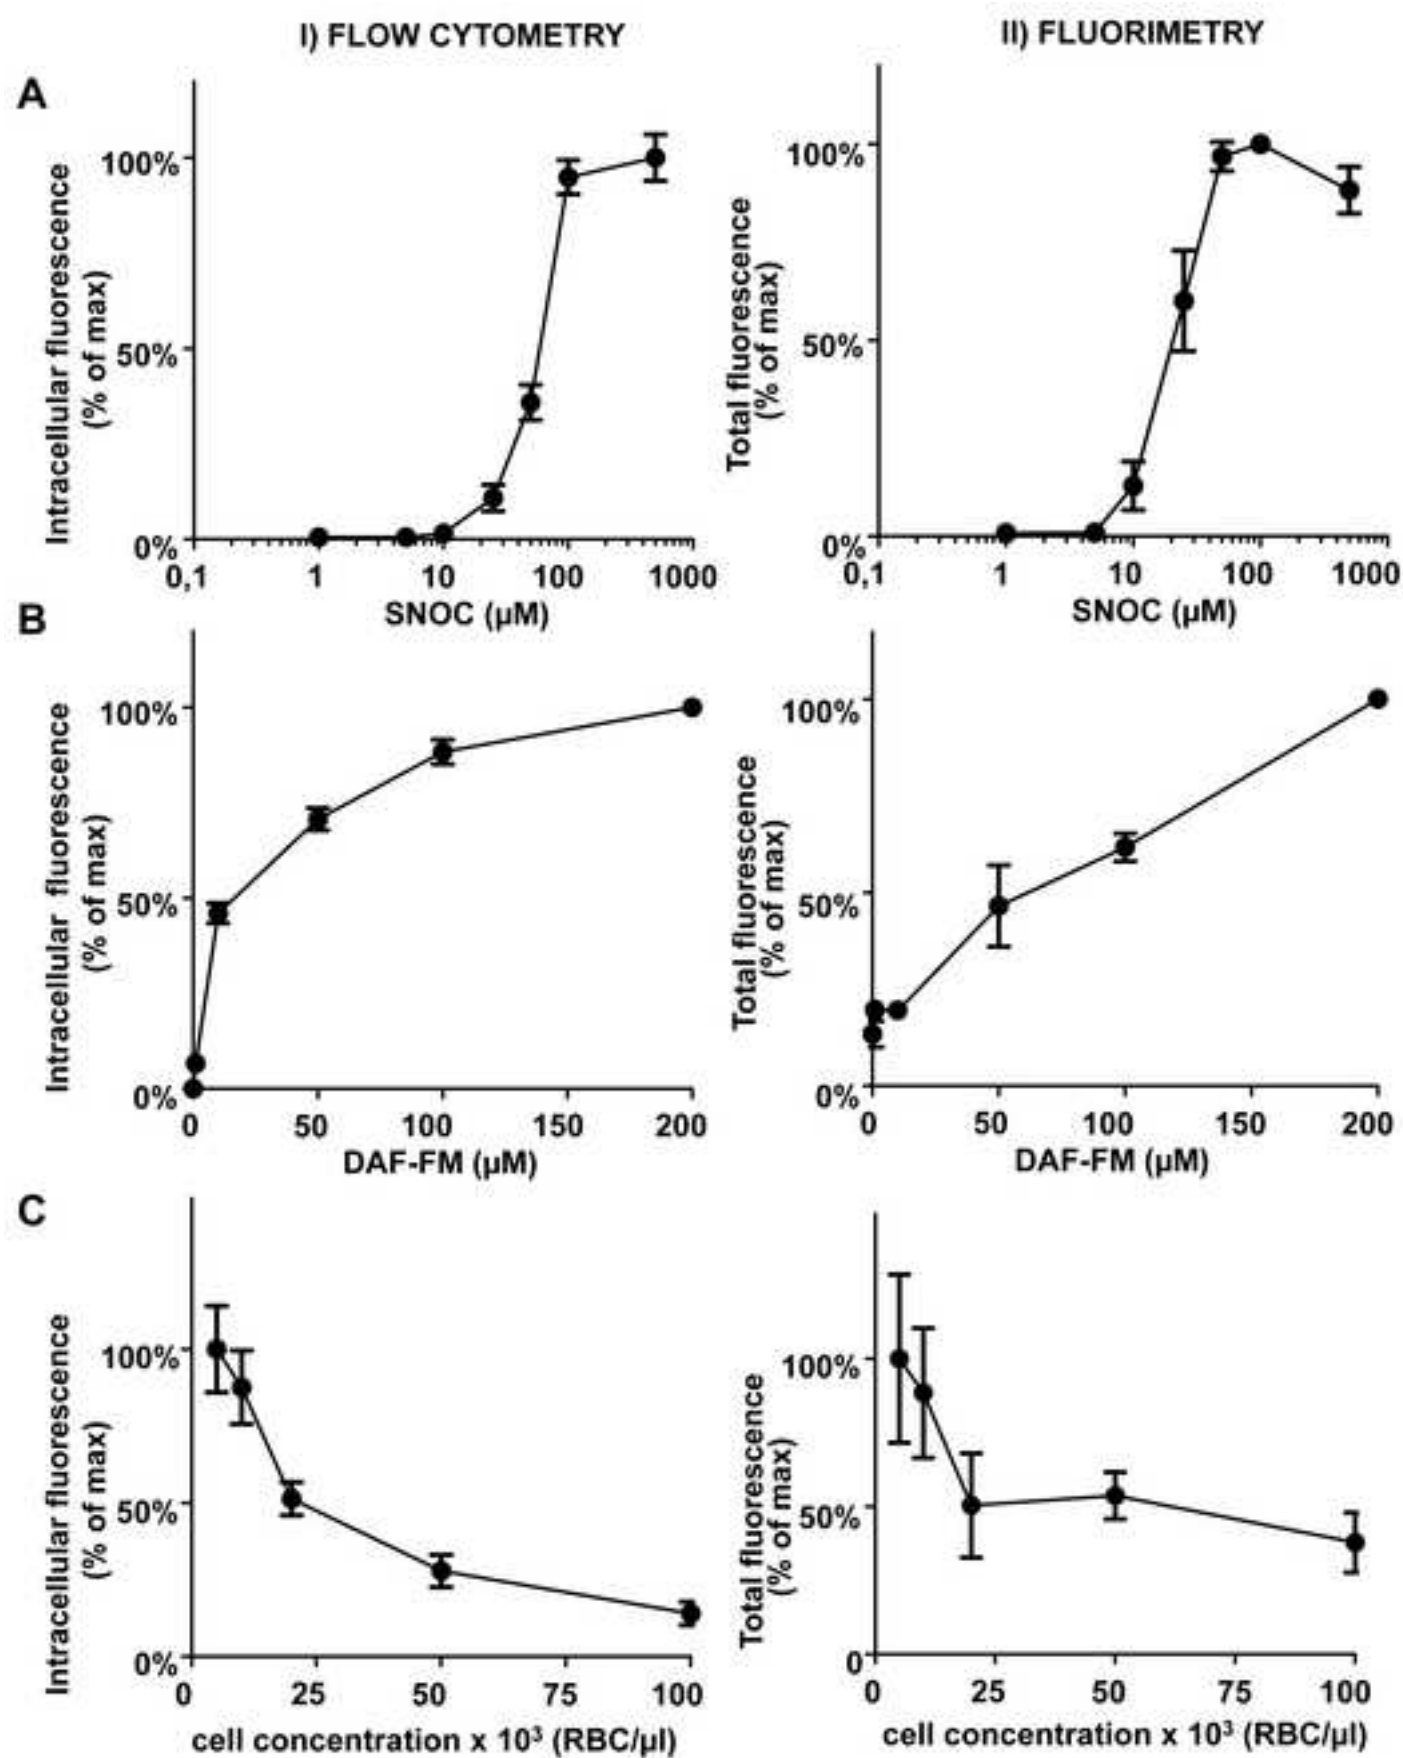 I) FLOW CYTOMETRY
II) FLUORIMETRY
A
Intracellular fluorescence
(% of max)
100%
50%
0%
0,1 1 10 100 1000
SNOC (µM)
Total fluorescence
(% of max)
100%
50%
0%
0,1 1 10 100 1000
SNOC (µM)
B
Intracellular fluorescence
(% of max)
100%
50%
0%
0 50 100 150 200
DAF-FM (µM)
Total fluorescence
(% of max)
100%
50%
0%
0 50 100 150 200
DAF-FM (µM)
C
Intracellular fluorescence
(% of max)
100%
50%
0%
0 25 50 75 100
cell concentration x 10³ (RBC/µl)
Total fluorescence
(% of max)
100%
50%
0
0 25 50 75 100
cell concentration x 10³ (RBC/µl)